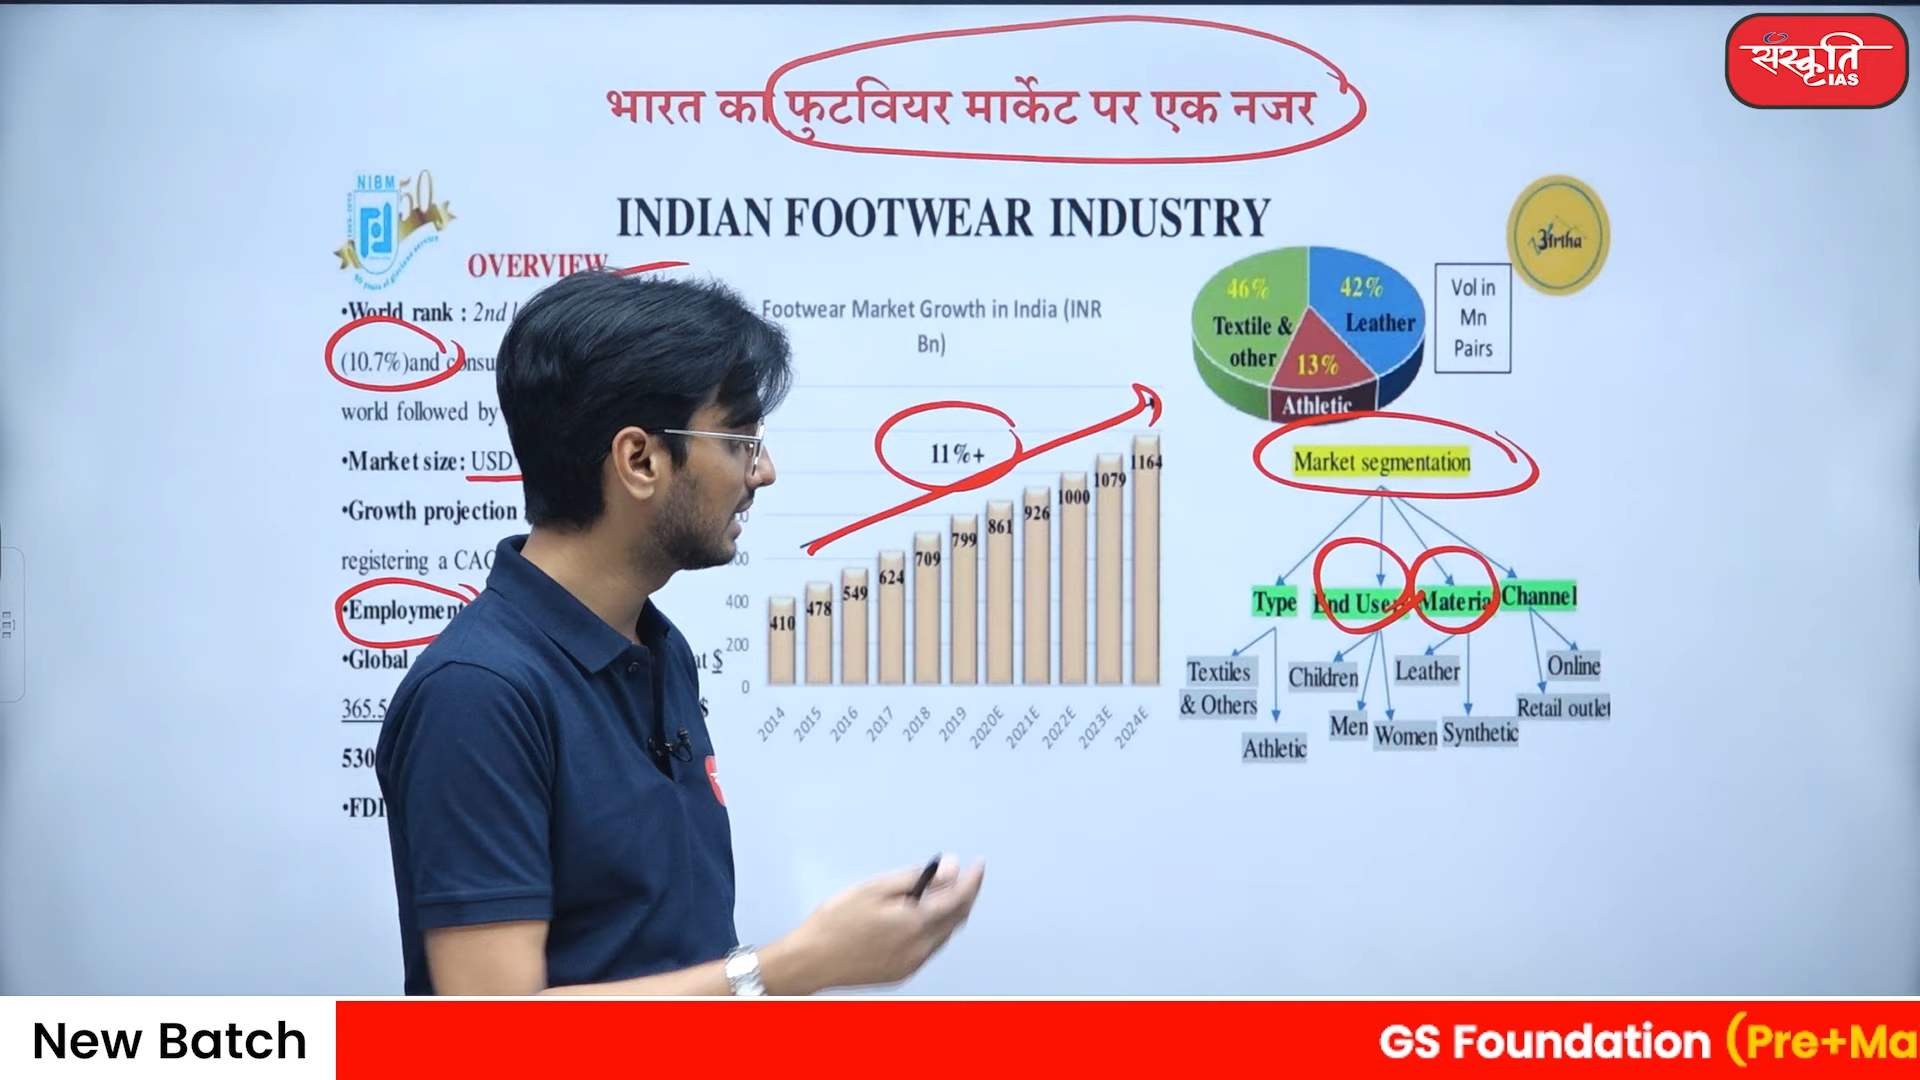 संस्कृति
IAS
भारत का फुटवियर मार्केट पर एक नजर
NIBM
50
INDIAN FOOTWEAR INDUSTRY
OVERVIEW
•World rank : 2nd
(10.7%)and
world followed by
•Market size: USD
•Growth projection
registering a
•Employmen
•Global
at $
365.5
$
530
•FDI
Footwear Market Growth in India (INR
Bn)
11%+
400
200
0
410
478
549
624
709
799
861
926
1000
1079
1164
2014
2015
2016
2017
2018
2019
2020E
2021E
2022E
2023E
2024E
46%
Textile &
other
42%
Leather
13%
Athletic
Vol in
Mn
Pairs
Market segmentation
Type
End User
Material
Channel
Textiles
& Others
Athletic
Children
Men
Women
Leather
Synthetic
Online
Retail outlet
New Batch
GS Foundation (Pre+Ma